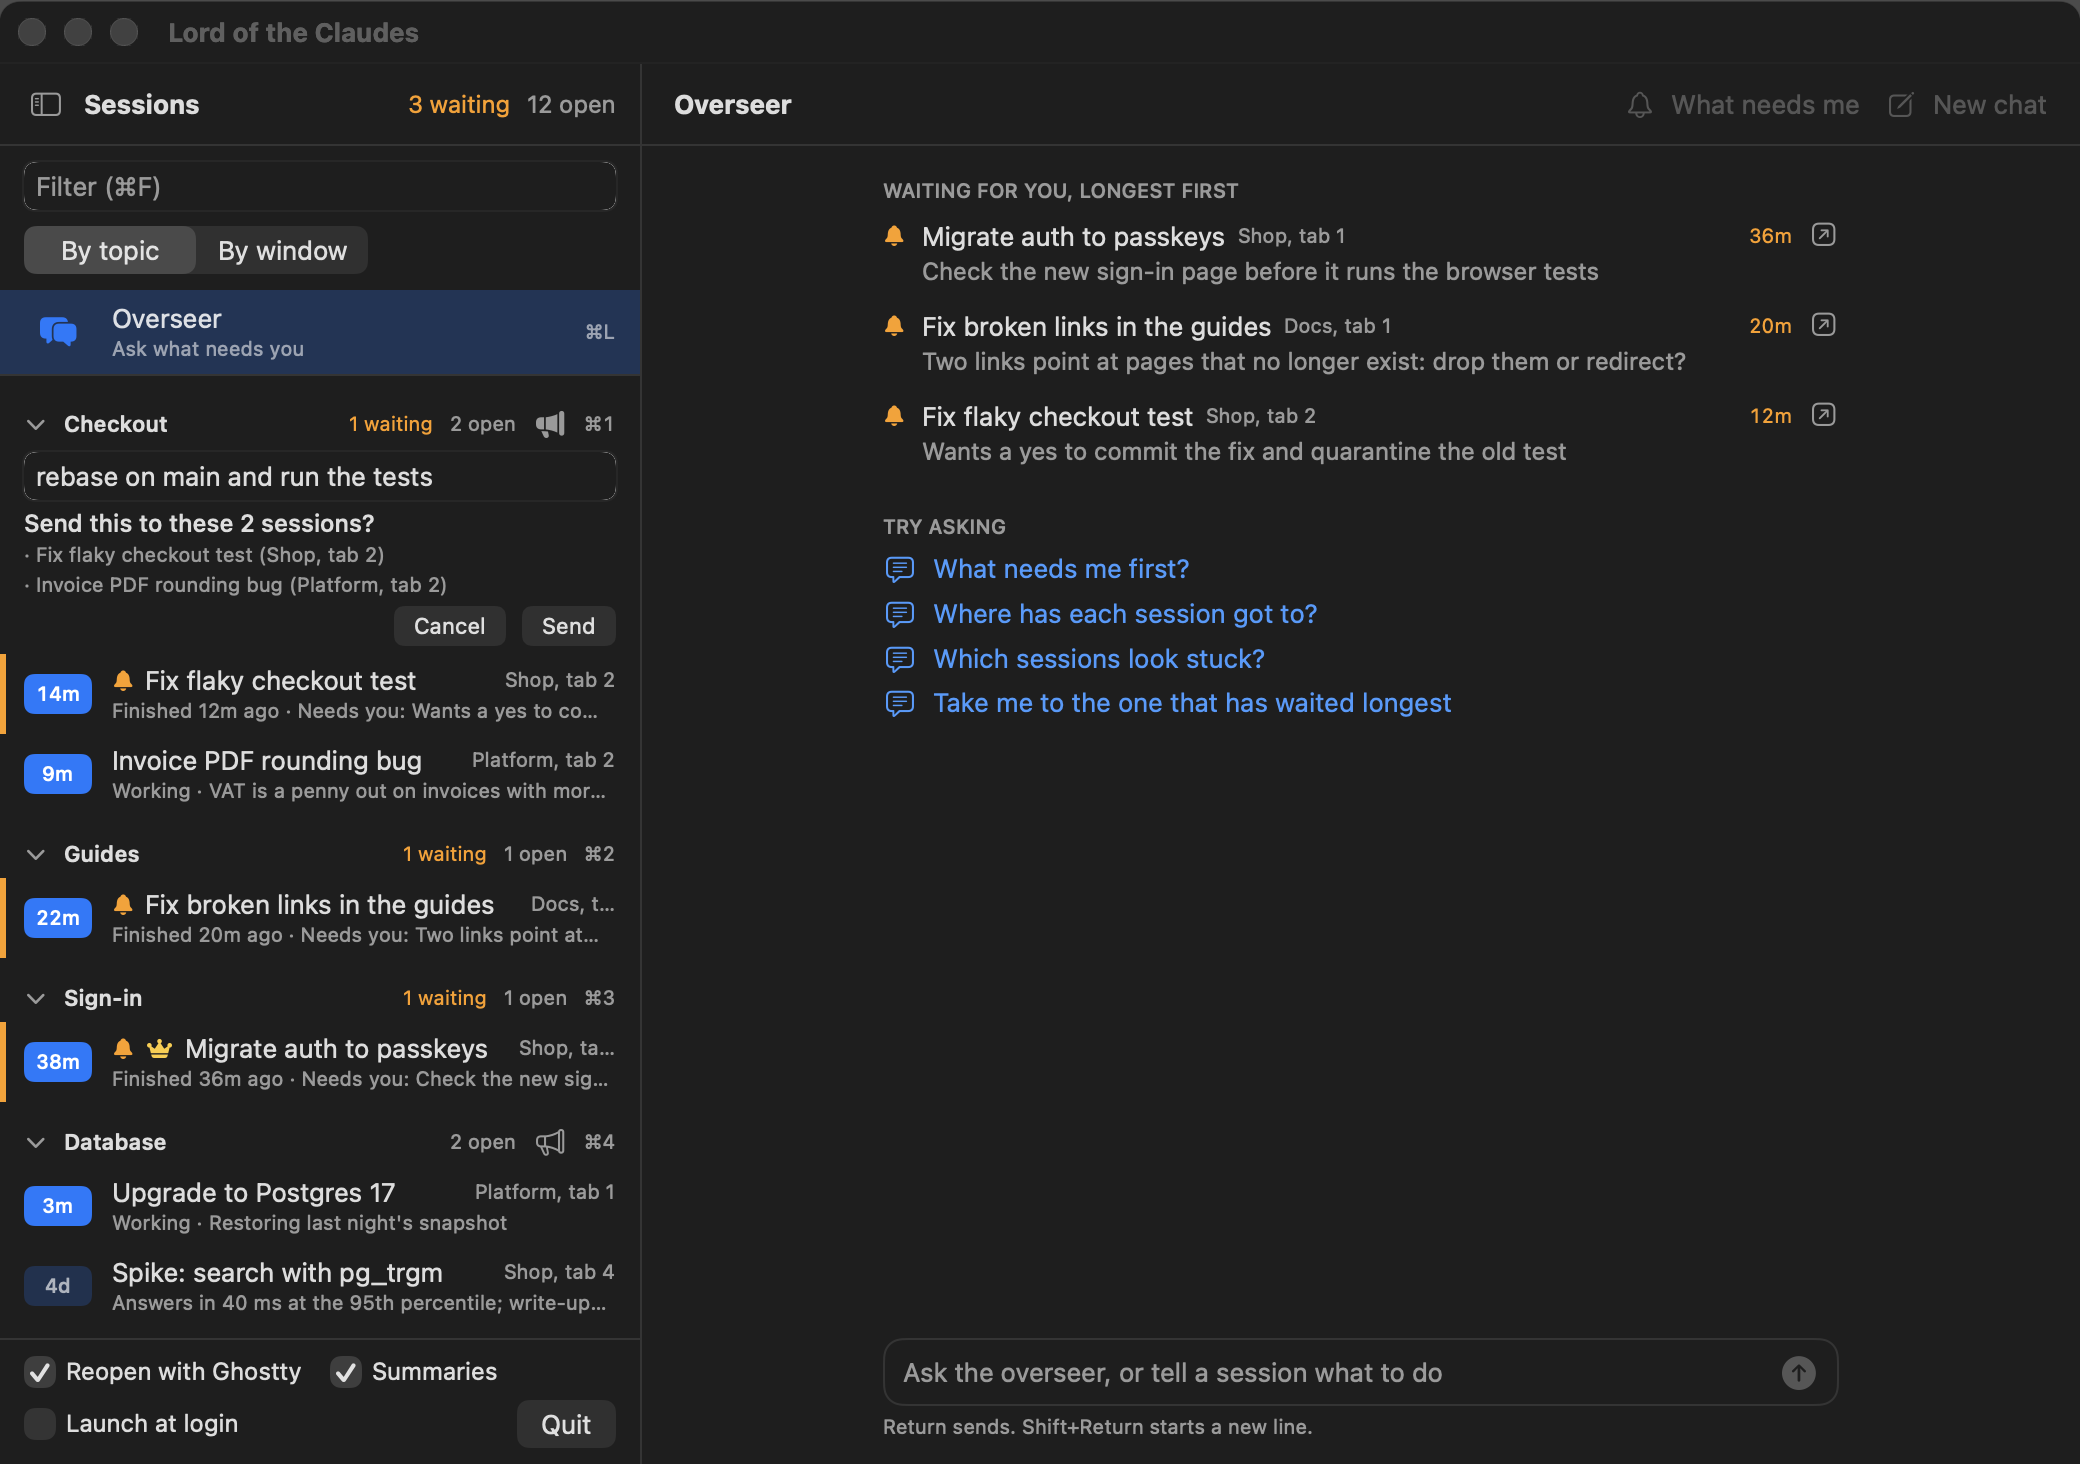 Lord of the Claudes
Sessions 3 waiting 12 open
Filter (⌘F)
By topic By window
Overseer
Ask what needs you ⌘L
Checkout 1 waiting 2 open ⌘1
rebase on main and run the tests
Send this to these 2 sessions?
· Fix flaky checkout test (Shop, tab 2)
· Invoice PDF rounding bug (Platform, tab 2)
Cancel Send
14m Fix flaky checkout test Shop, tab 2
Finished 12m ago · Needs you: Wants a yes to co...
9m Invoice PDF rounding bug Platform, tab 2
Working · VAT is a penny out on invoices with mor...
Guides 1 waiting 1 open ⌘2
22m Fix broken links in the guides Docs, t...
Finished 20m ago · Needs you: Two links point at...
Sign-in 1 waiting 1 open ⌘3
38m Migrate auth to passkeys Shop, ta...
Finished 36m ago · Needs you: Check the new sig...
Database 2 open ⌘4
3m Upgrade to Postgres 17 Platform, tab 1
Working · Restoring last night's snapshot
4d Spike: search with pg_trgm Shop, tab 4
Answers in 40 ms at the 95th percentile; write-up...
Reopen with Ghostty Summaries
Launch at login Quit
Overseer What needs me New chat
WAITING FOR YOU, LONGEST FIRST
Migrate auth to passkeys Shop, tab 1 36m
Check the new sign-in page before it runs the browser tests
Fix broken links in the guides Docs, tab 1 20m
Two links point at pages that no longer exist: drop them or redirect?
Fix flaky checkout test Shop, tab 2 12m
Wants a yes to commit the fix and quarantine the old test
TRY ASKING
What needs me first?
Where has each session got to?
Which sessions look stuck?
Take me to the one that has waited longest
Ask the overseer, or tell a session what to do
Return sends. Shift+Return starts a new line.